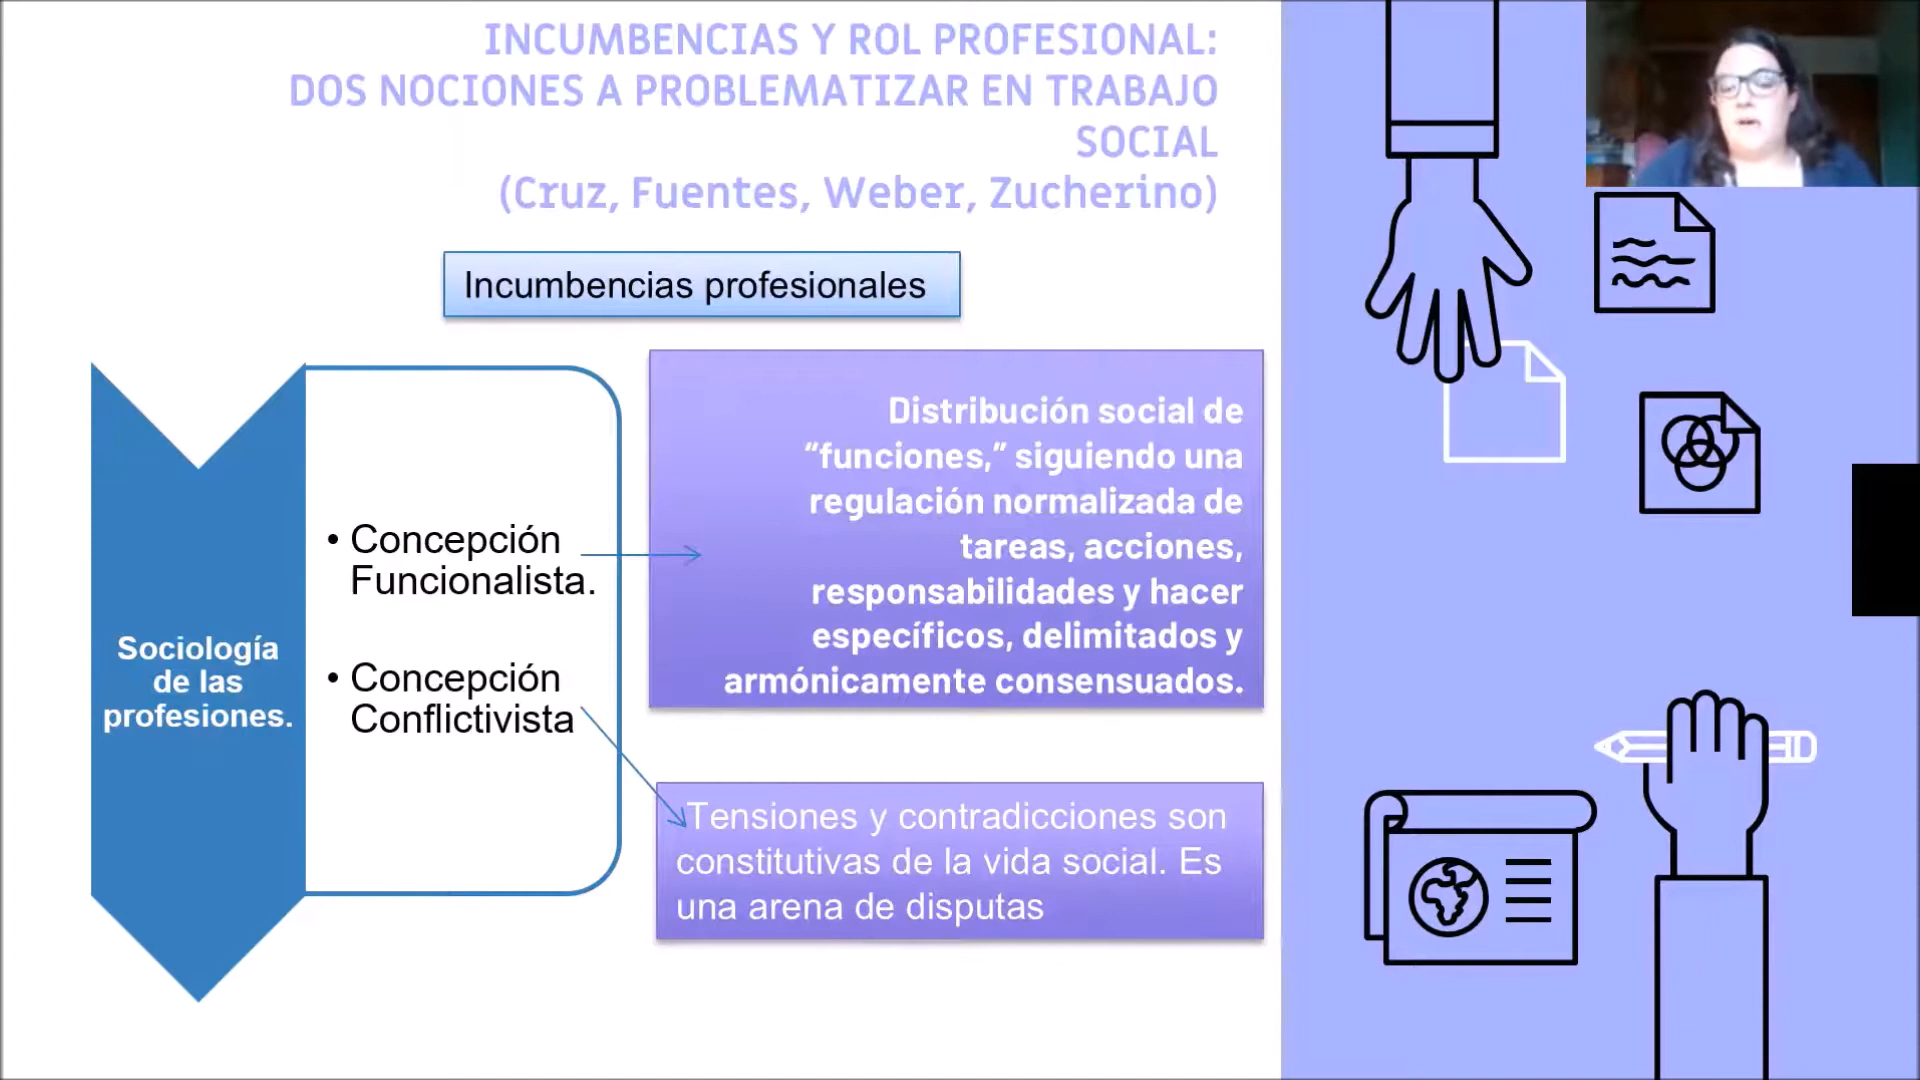 INCUMBENCIAS Y ROL PROFESIONAL:
DOS NOCIONES A PROBLEMATIZAR EN TRABAJO
SOCIAL
(Cruz, Fuentes, Weber, Zucherino)
Incumbencias profesionales
Sociología
de las
profesiones.
• Concepción
Funcionalista.
• Concepción
Conflictivista
Distribución social de
“funciones,” siguiendo una
regulación normalizada de
tareas, acciones,
responsabilidades y hacer
específicos, delimitados y
armónicamente consensuados.
Tensiones y contradicciones son
constitutivas de la vida social. Es
una arena de disputas